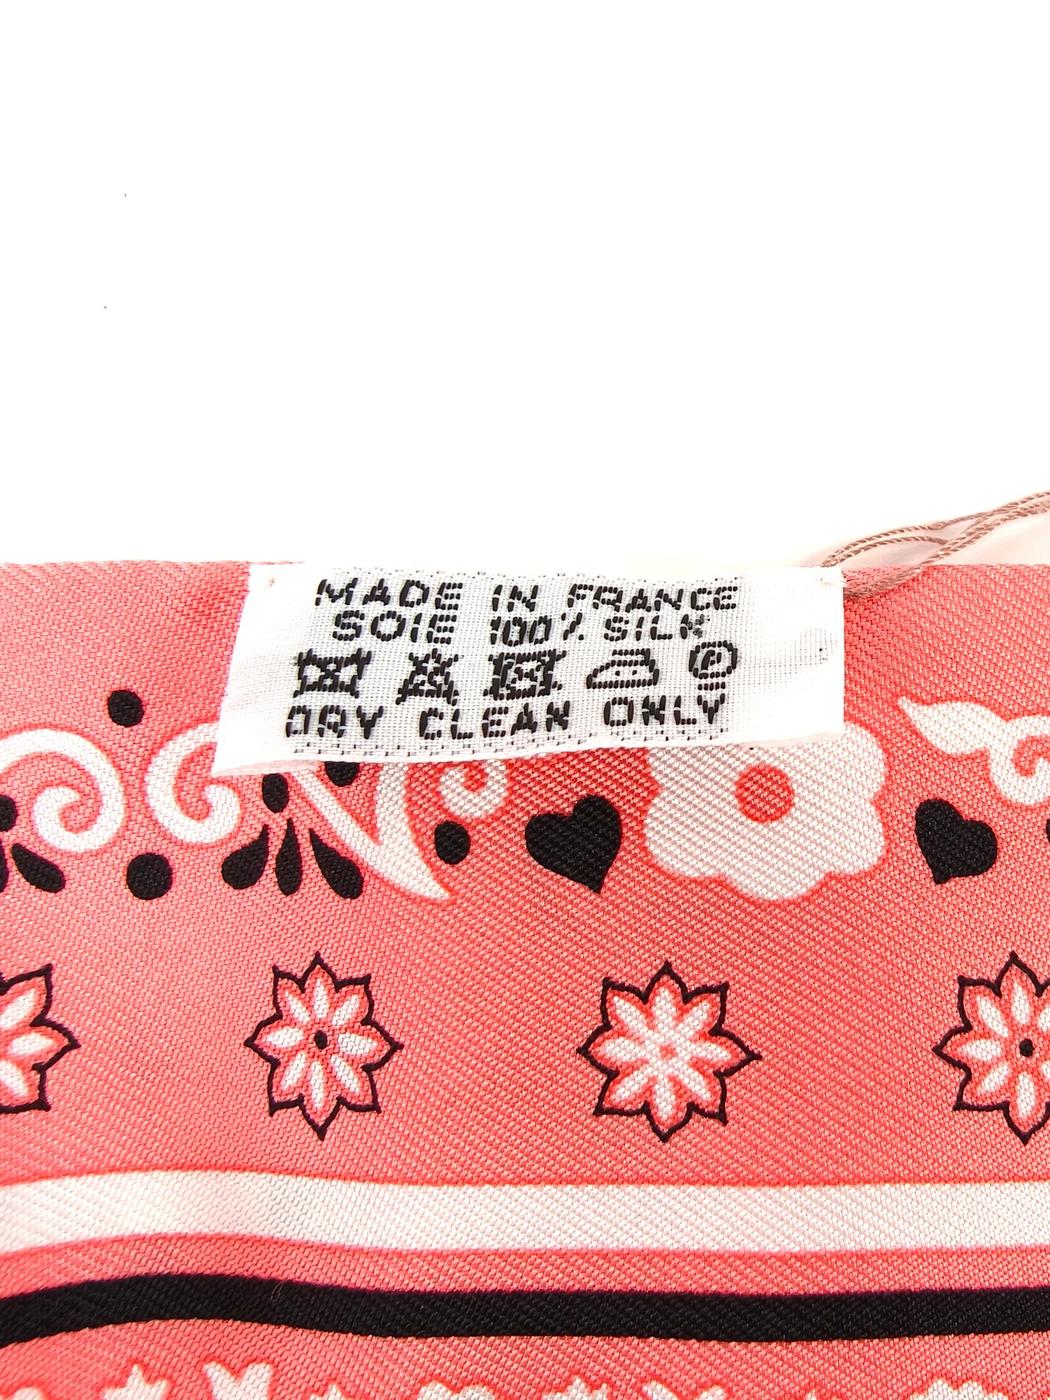 MADE IN FRANCE
SOIE 100% SILK
P
DRY CLEAN ONLY